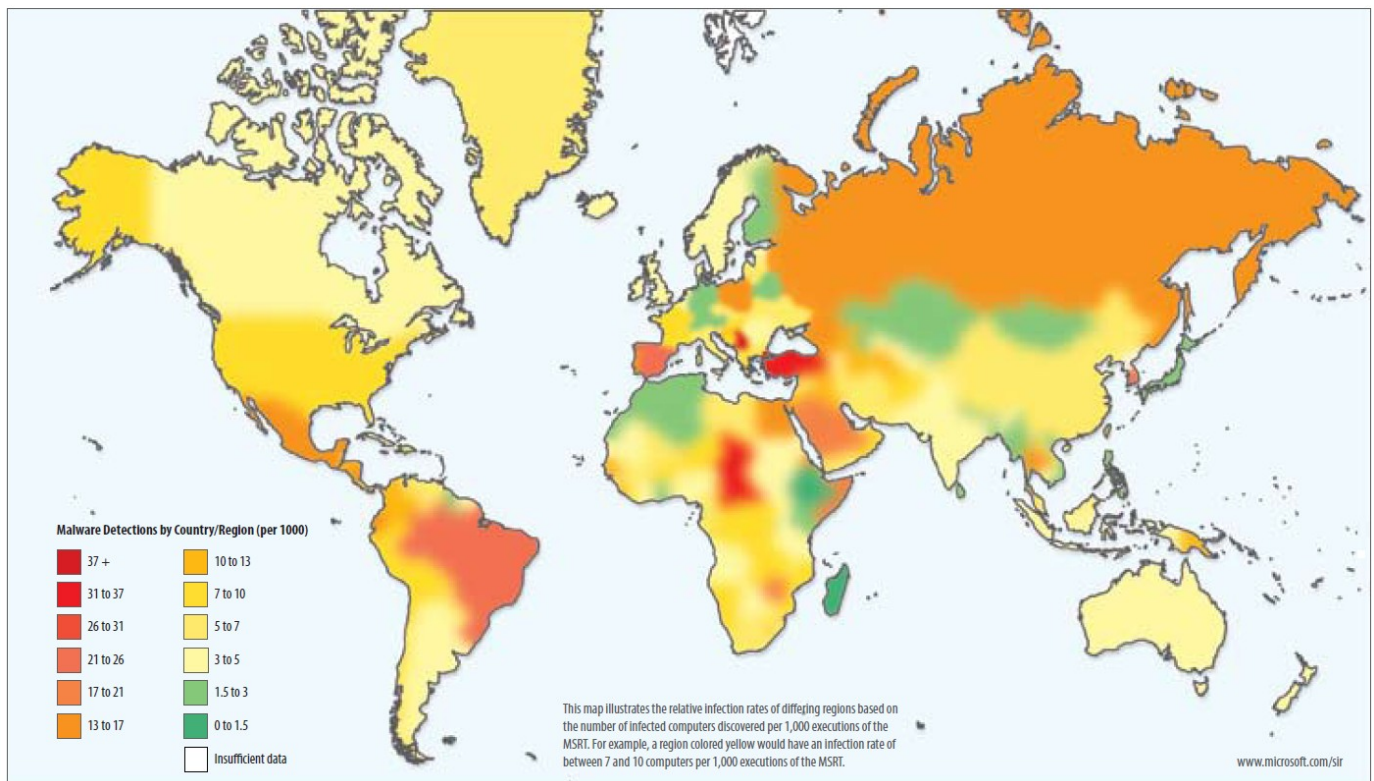 Malware Detections by Country/Region (per 1000)
37 +
31 to 37
26 to 31
21 to 26
17 to 21
13 to 17
10 to 13
7 to 10
5 to 7
3 to 5
1.5 to 3
0 to 1.5
Insufficient data
This map illustrates the relative infection rates of diffeging regions based on
the number of infected computers discovered per 1,000 executions of the
MSRT. For example, a region colored yellow would have an infection rate of
between 7 and 10 computers per 1,000 executions of the MSRT.
www.microsoft.com/sir